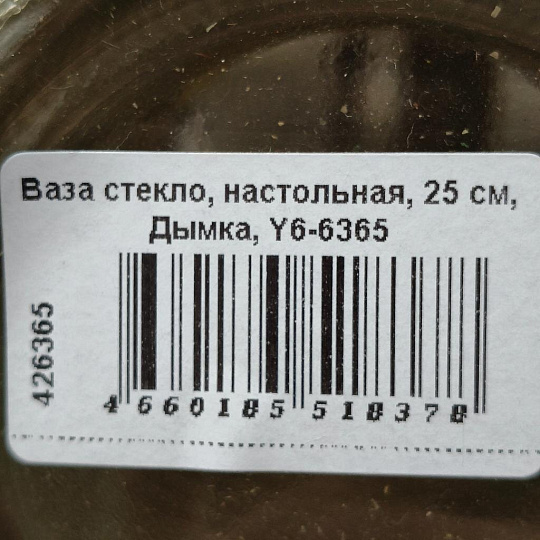 Ваза стекло, настольная, 25 см,
Дымка, Y6-6365
426365
4 660185 518378